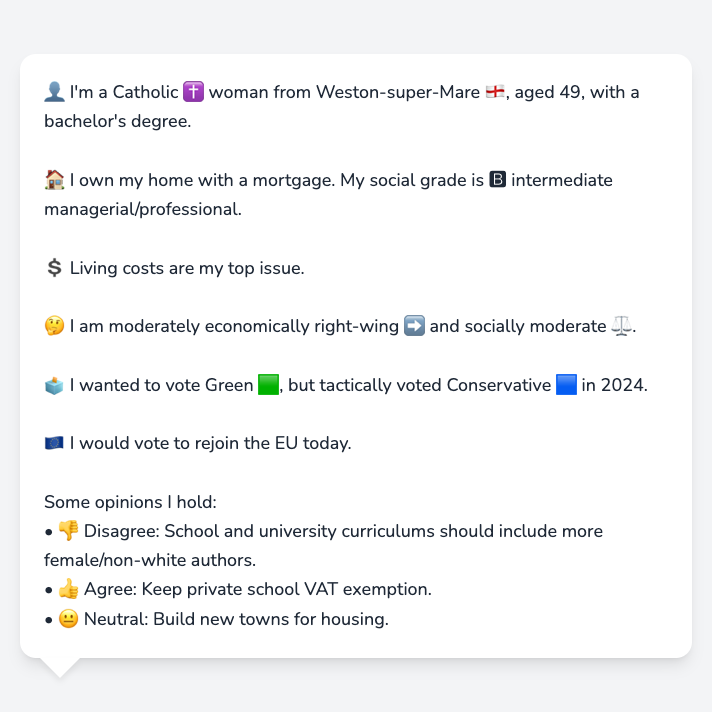 👤 I'm a Catholic ✝️ woman from Weston-super-Mare 🏴󠁧󠁢󠁥󠁮󠁧󠁿, aged 49, with a
bachelor's degree.
🏠 I own my home with a mortgage. My social grade is 🅱 intermediate
managerial/professional.
💲 Living costs are my top issue.
🤔 I am moderately economically right-wing ➡️ and socially moderate ⚖️.
🗳️ I wanted to vote Green 🟩, but tactically voted Conservative 🟦 in 2024.
🇪🇺 I would vote to rejoin the EU today.
Some opinions I hold:
• 👎 Disagree: School and university curriculums should include more
female/non-white authors.
• 👍 Agree: Keep private school VAT exemption.
• 😐 Neutral: Build new towns for housing.